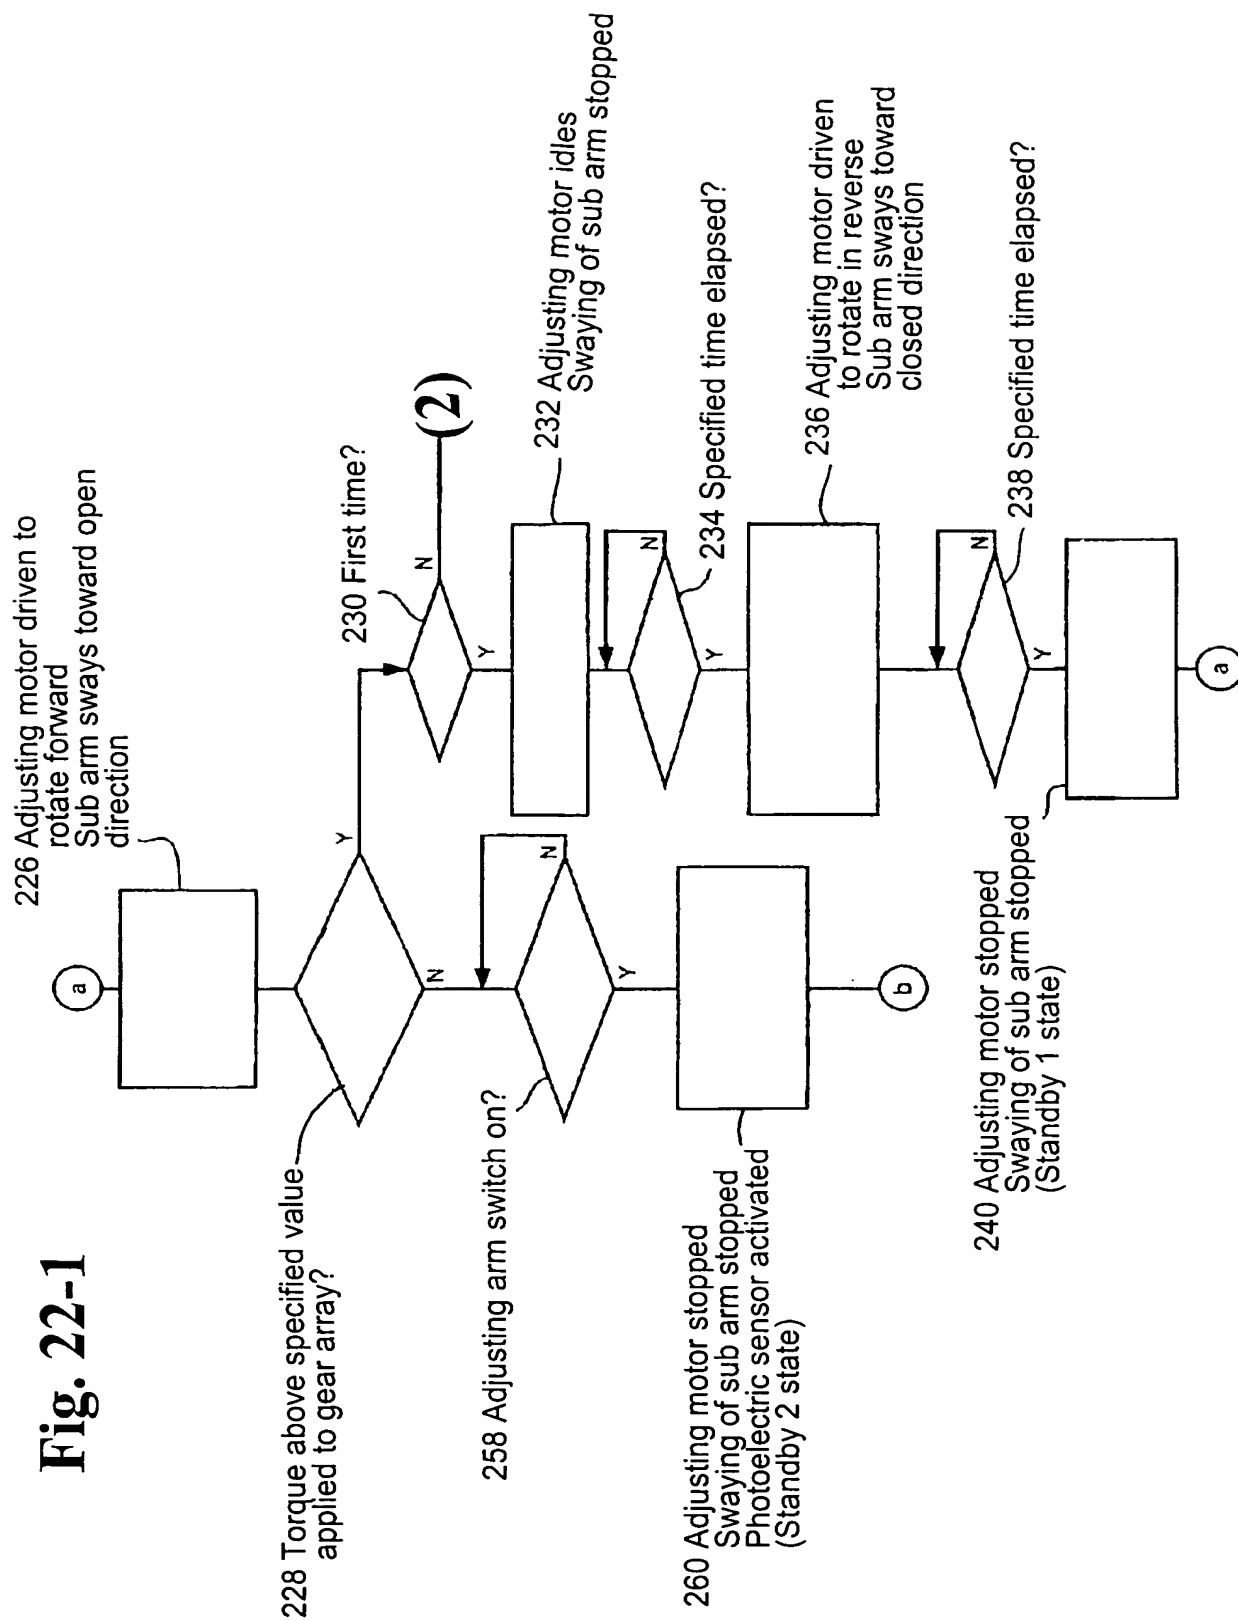 Fig. 22-1
a
226 Adjusting motor driven to
rotate forward
Sub arm sways toward open
direction
228 Torque above specified value
applied to gear array?
Y
N
258 Adjusting arm switch on?
N
Y
260 Adjusting motor stopped
Swaying of sub arm stopped
Photoelectric sensor activated
(Standby 2 state)
b
230 First time?
N
(2)
Y
232 Adjusting motor idles
Swaying of sub arm stopped
234 Specified time elapsed?
N
Y
236 Adjusting motor driven
to rotate in reverse
Sub arm sways toward
closed direction
238 Specified time elapsed?
N
Y
240 Adjusting motor stopped
Swaying of sub arm stopped
(Standby 1 state)
a